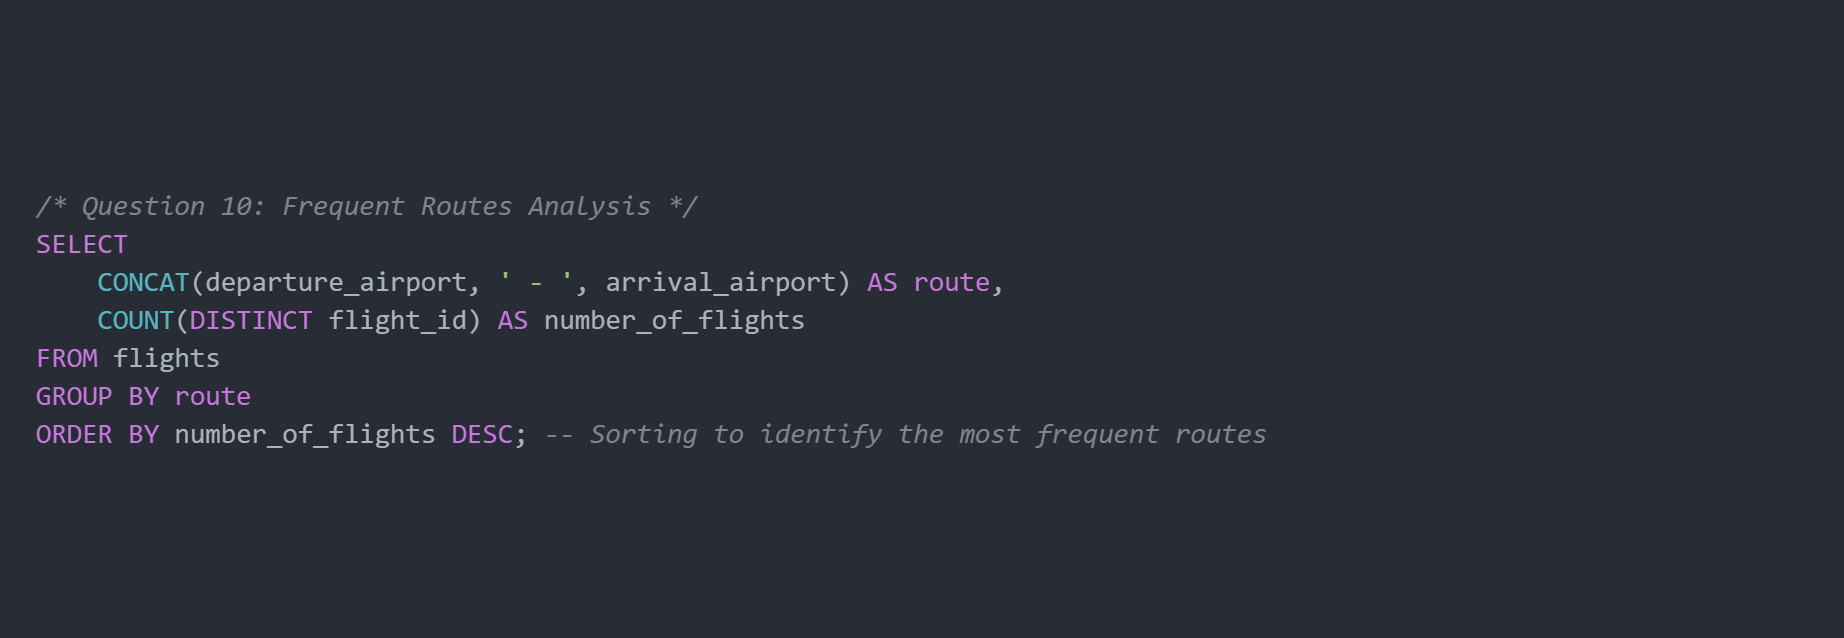 /* Question 10: Frequent Routes Analysis */
SELECT
    CONCAT(departure_airport, ' - ', arrival_airport) AS route,
    COUNT(DISTINCT flight_id) AS number_of_flights
FROM flights
GROUP BY route
ORDER BY number_of_flights DESC; -- Sorting to identify the most frequent routes